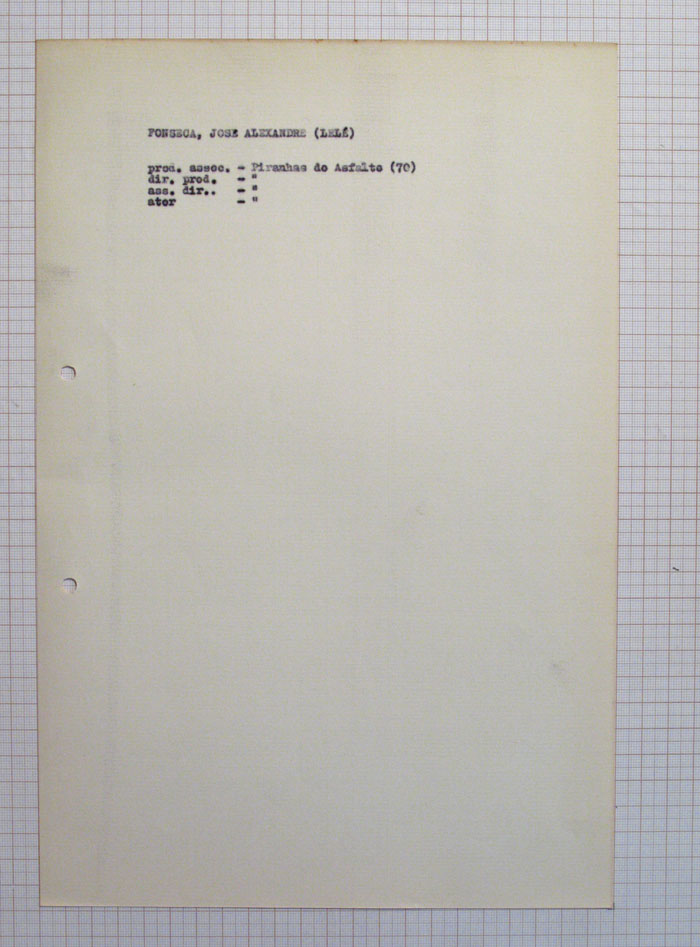 FONSECA, JOSE ALEXANDRE (LELÉ)
prod. assoc. - Piranhas do Asfalto (70)
dir. prod. - "
ass. dir.. - "
ator - "